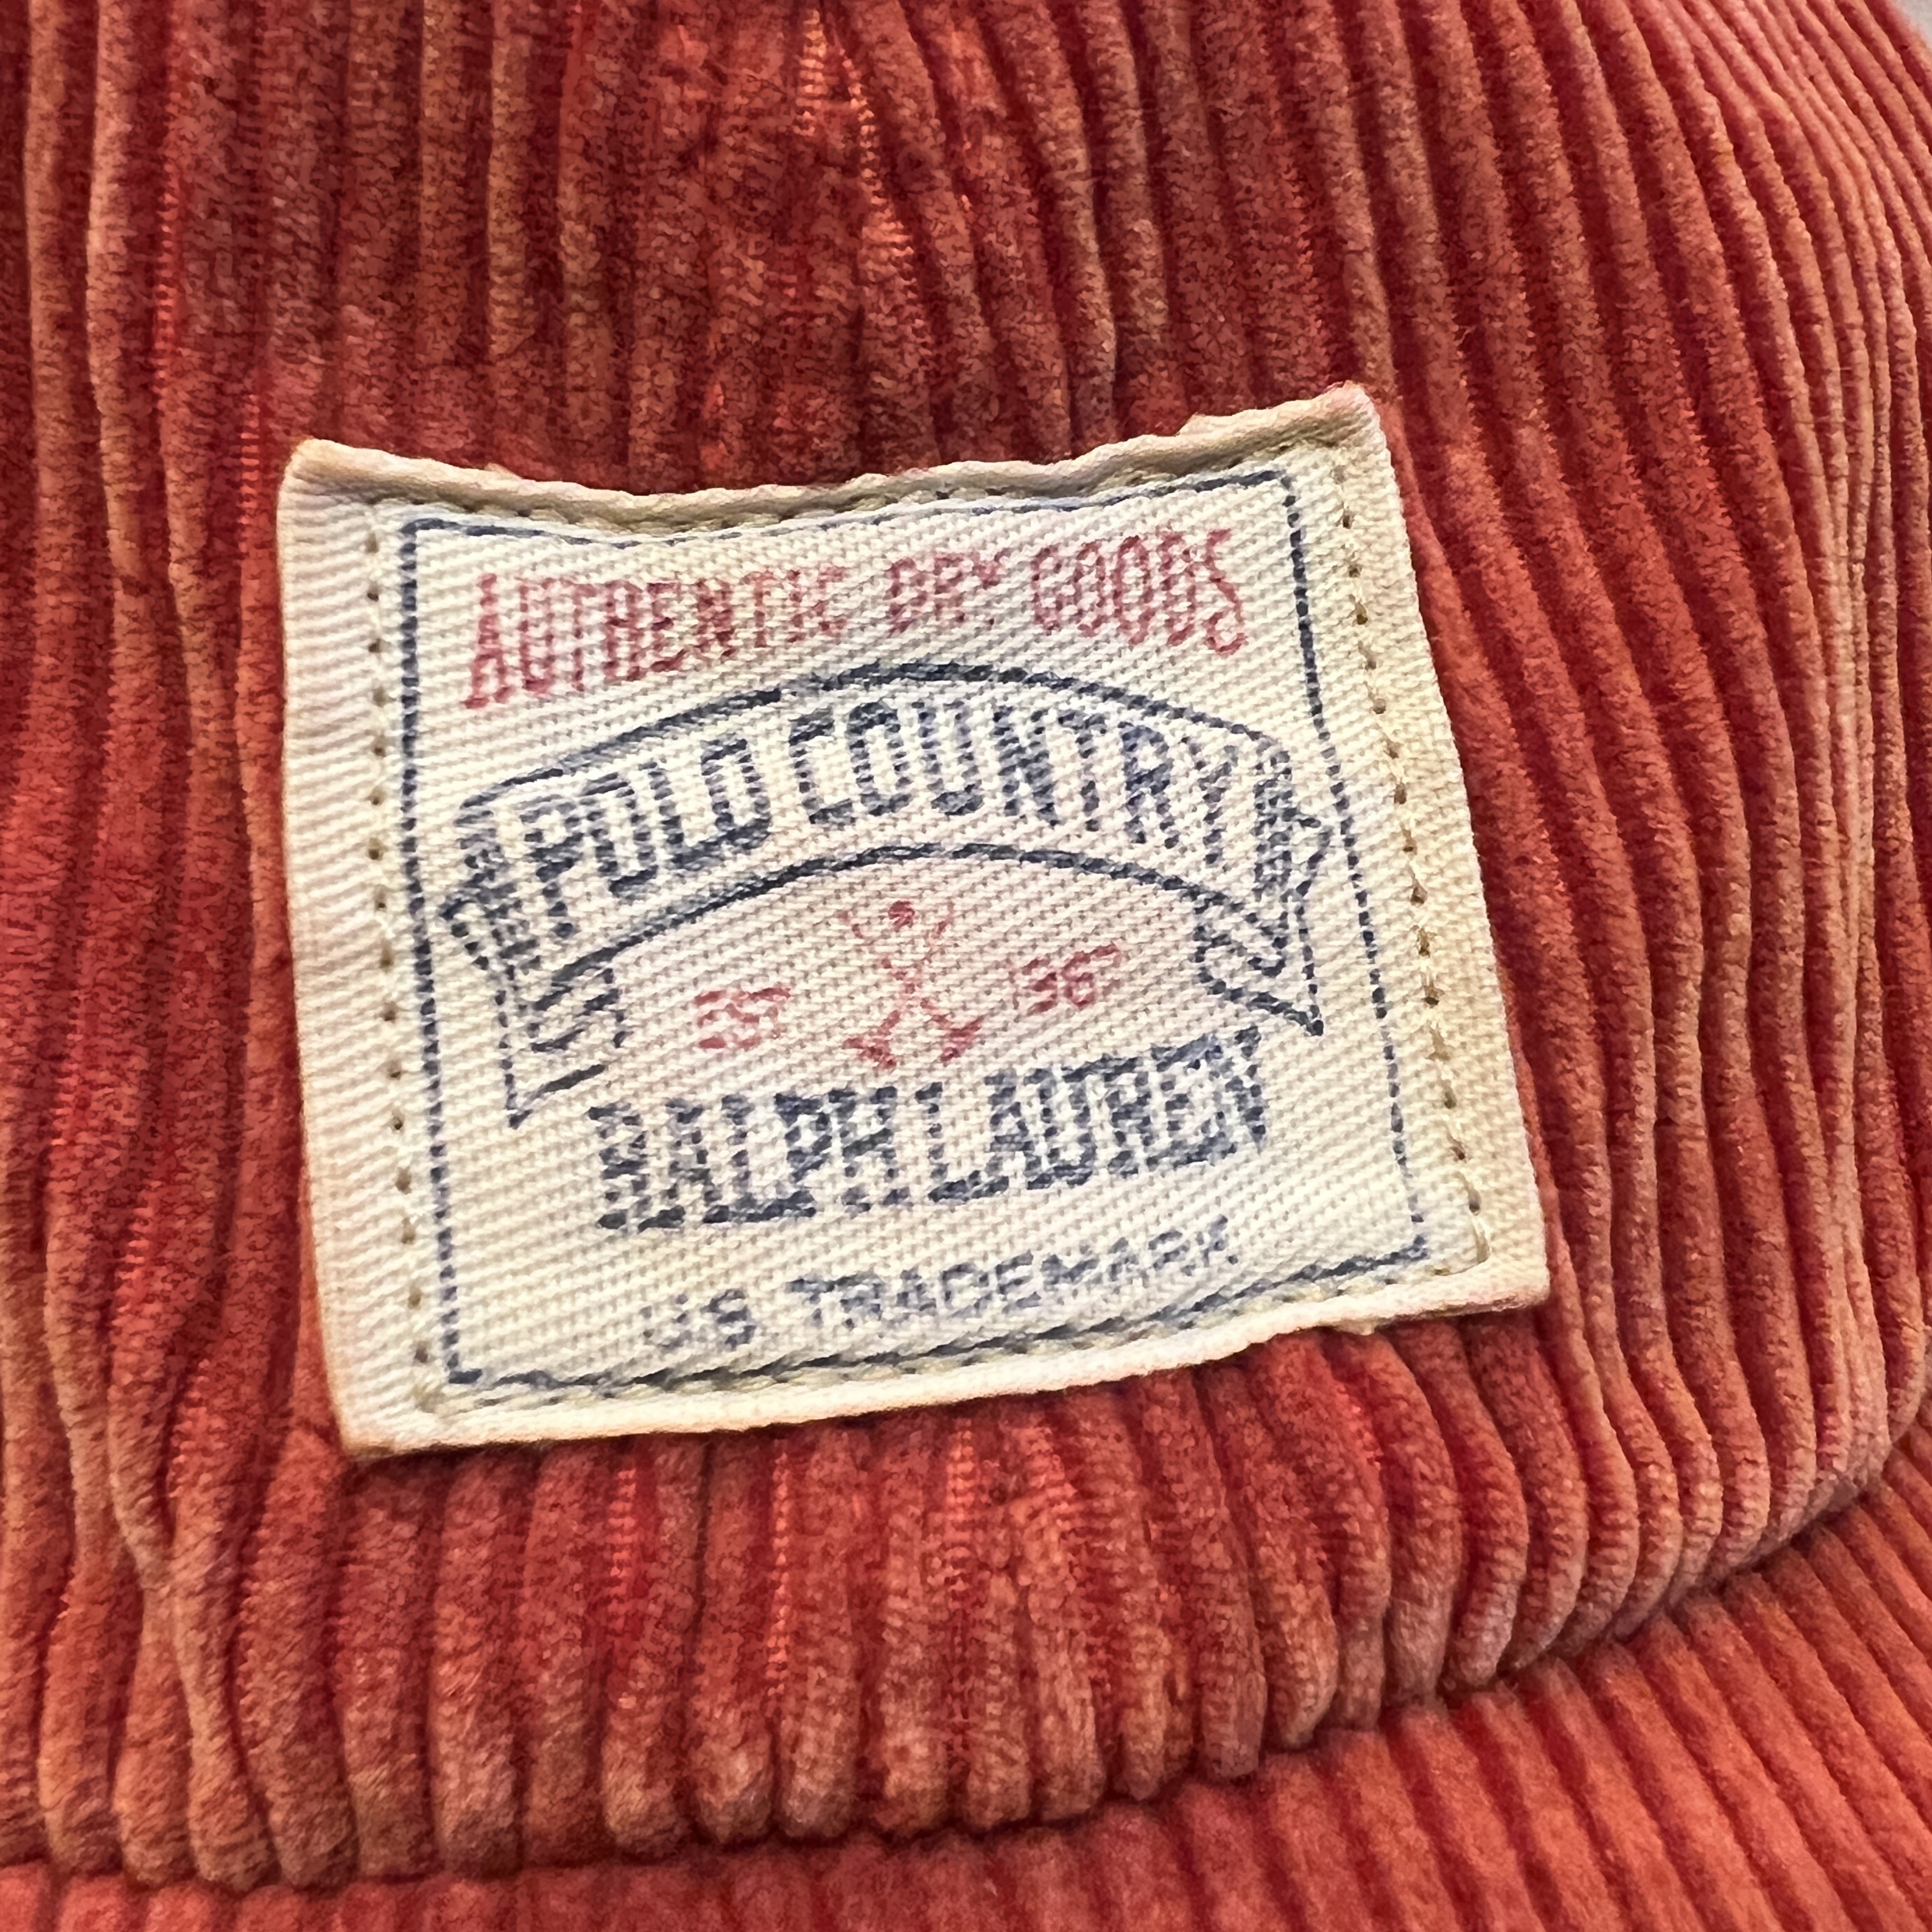 AUTHENTIC DRY GOODS
POLO COUNTRY
EST 1967
RALPH LAUREN
U.S. TRADEMARK